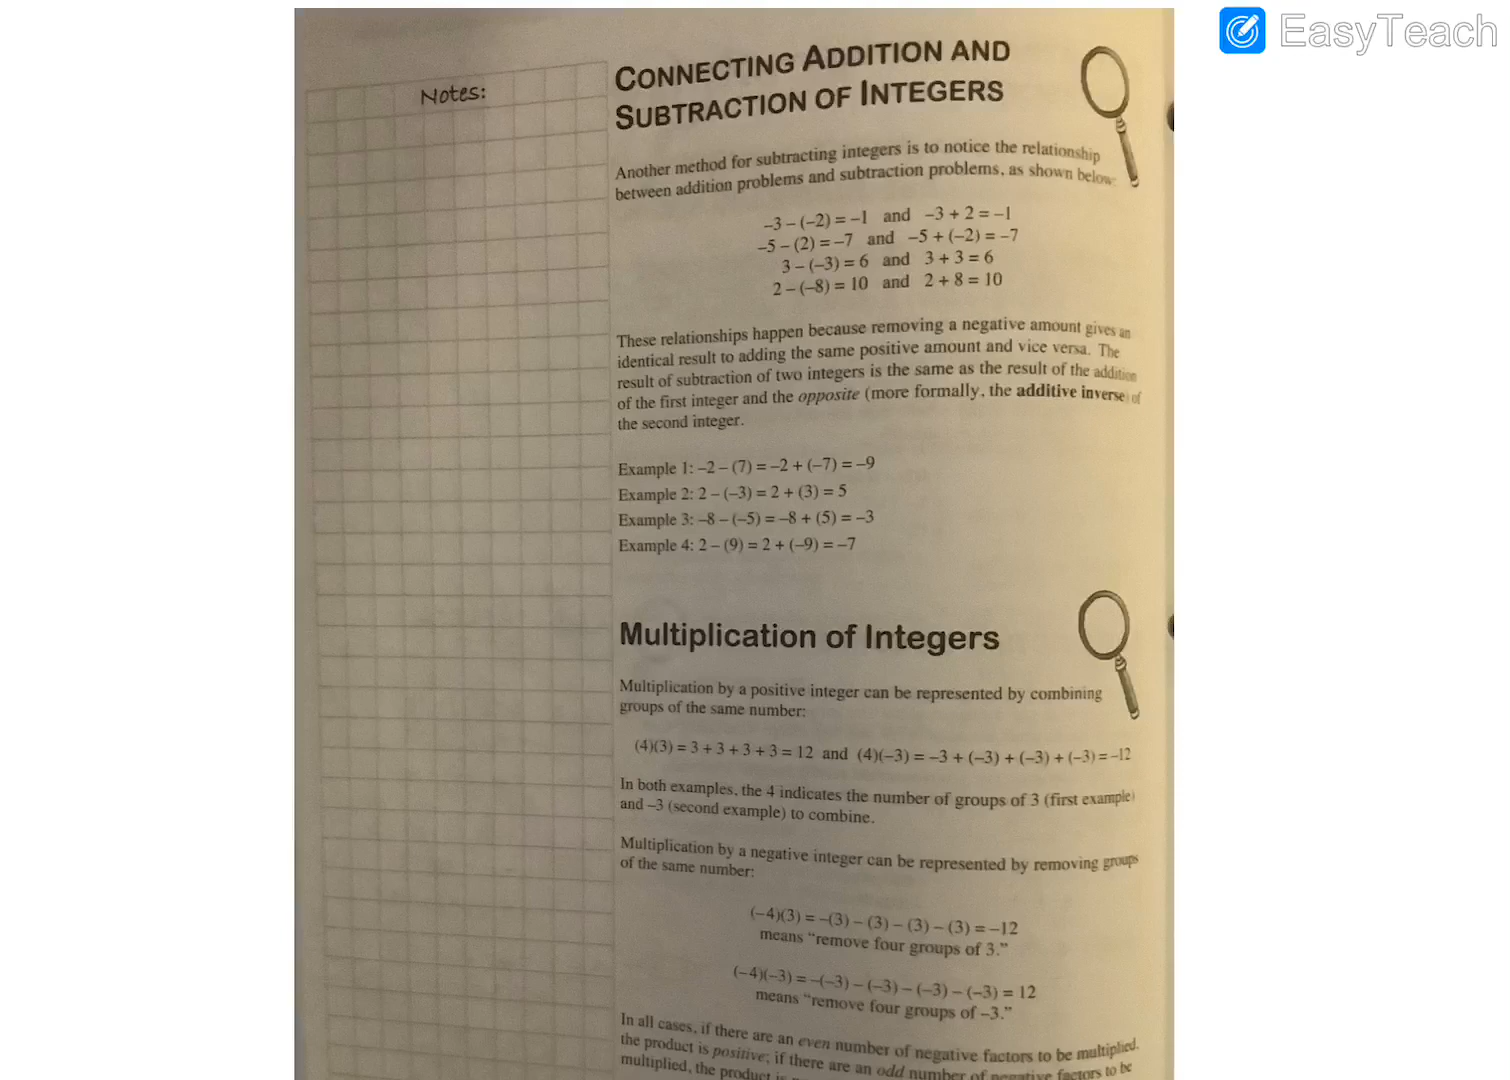 EasyTeach
Notes:
CONNECTING ADDITION AND
SUBTRACTION OF INTEGERS
Another method for subtracting integers is to notice the relationship
between addition problems and subtraction problems, as shown below:
–3 – (–2) = –1 and –3 + 2 = –1
–5 – (2) = –7 and –5 + (–2) = –7
3 – (–3) = 6 and 3 + 3 = 6
2 – (–8) = 10 and 2 + 8 = 10
These relationships happen because removing a negative amount gives an
identical result to adding the same positive amount and vice versa. The
result of subtraction of two integers is the same as the result of the addition
of the first integer and the opposite (more formally, the additive inverse) of
the second integer.
Example 1: –2 – (7) = –2 + (–7) = –9
Example 2: 2 – (–3) = 2 + (3) = 5
Example 3: –8 – (–5) = –8 + (5) = –3
Example 4: 2 – (9) = 2 + (–9) = –7
Multiplication of Integers
Multiplication by a positive integer can be represented by combining
groups of the same number:
(4)(3) = 3 + 3 + 3 + 3 = 12 and (4)(–3) = –3 + (–3) + (–3) + (–3) = –12
In both examples, the 4 indicates the number of groups of 3 (first example)
and –3 (second example) to combine.
Multiplication by a negative integer can be represented by removing groups
of the same number:
(–4)(3) = –(3) – (3) – (3) – (3) = –12
means “remove four groups of 3.”
(–4)(–3) = –(–3) – (–3) – (–3) – (–3) = 12
means “remove four groups of –3.”
In all cases, if there are an even number of negative factors to be multiplied,
the product is positive; if there are an odd number of negative factors to be
multiplied, the product is